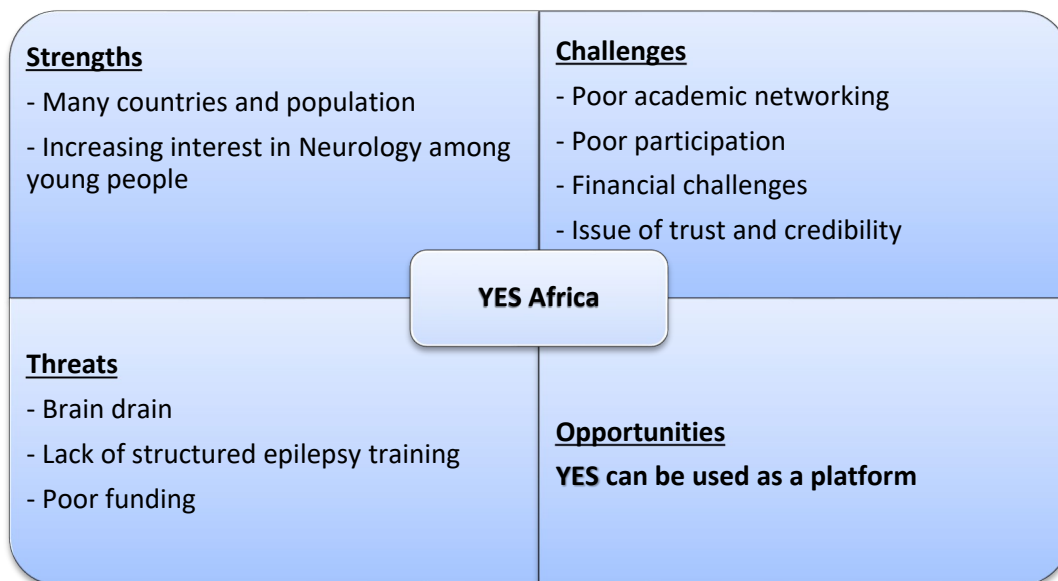 Strengths
- Many countries and population
- Increasing interest in Neurology among
young people
Challenges
- Poor academic networking
- Poor participation
- Financial challenges
- Issue of trust and credibility
YES Africa
Threats
- Brain drain
- Lack of structured epilepsy training
- Poor funding
Opportunities
YES can be used as a platform